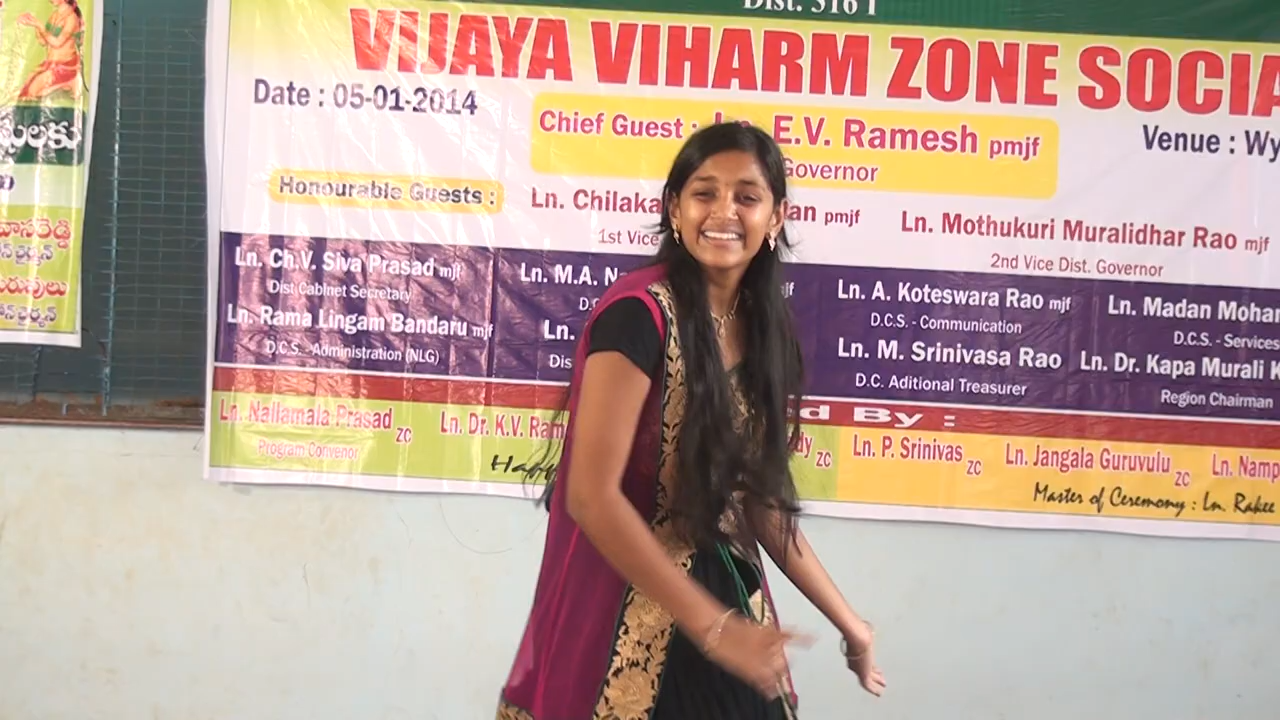 Dist. 316 I
VIJAYA VIHARM ZONE SOCIA
Date : 05-01-2014
Chief Guest : Ln. E.V. Ramesh pmjf
Governor
Venue : Wy
Honourable Guests :
Ln. Chilaka lan pmjf
1st Vice
Ln. Mothukuri Muralidhar Rao mjf
2nd Vice Dist. Governor
Ln. Ch.V. Siva Prasad mjf
Dist Cabinet Secretary
Ln. M.A. N
Ln. A. Koteswara Rao mjf
D.C.S. - Communication
Ln. Madan Mohan
D.C.S. - Services
Ln. Rama Lingam Bandaru mjf
D.C.S. - Administration (NLG)
Ln.
Dis
Ln. M. Srinivasa Rao
D.C. Aditional Treasurer
Ln. Dr. Kapa Murali K
Region Chairman
ed By :
Ln. Nallamala Prasad ZC
Program Convenor
Ln. Dr. K.V. Ram
dy ZC
Ln. P. Srinivas ZC
Ln. Jangala Guruvulu ZC
Ln. Namp
Master of Ceremony : Ln. Rakee